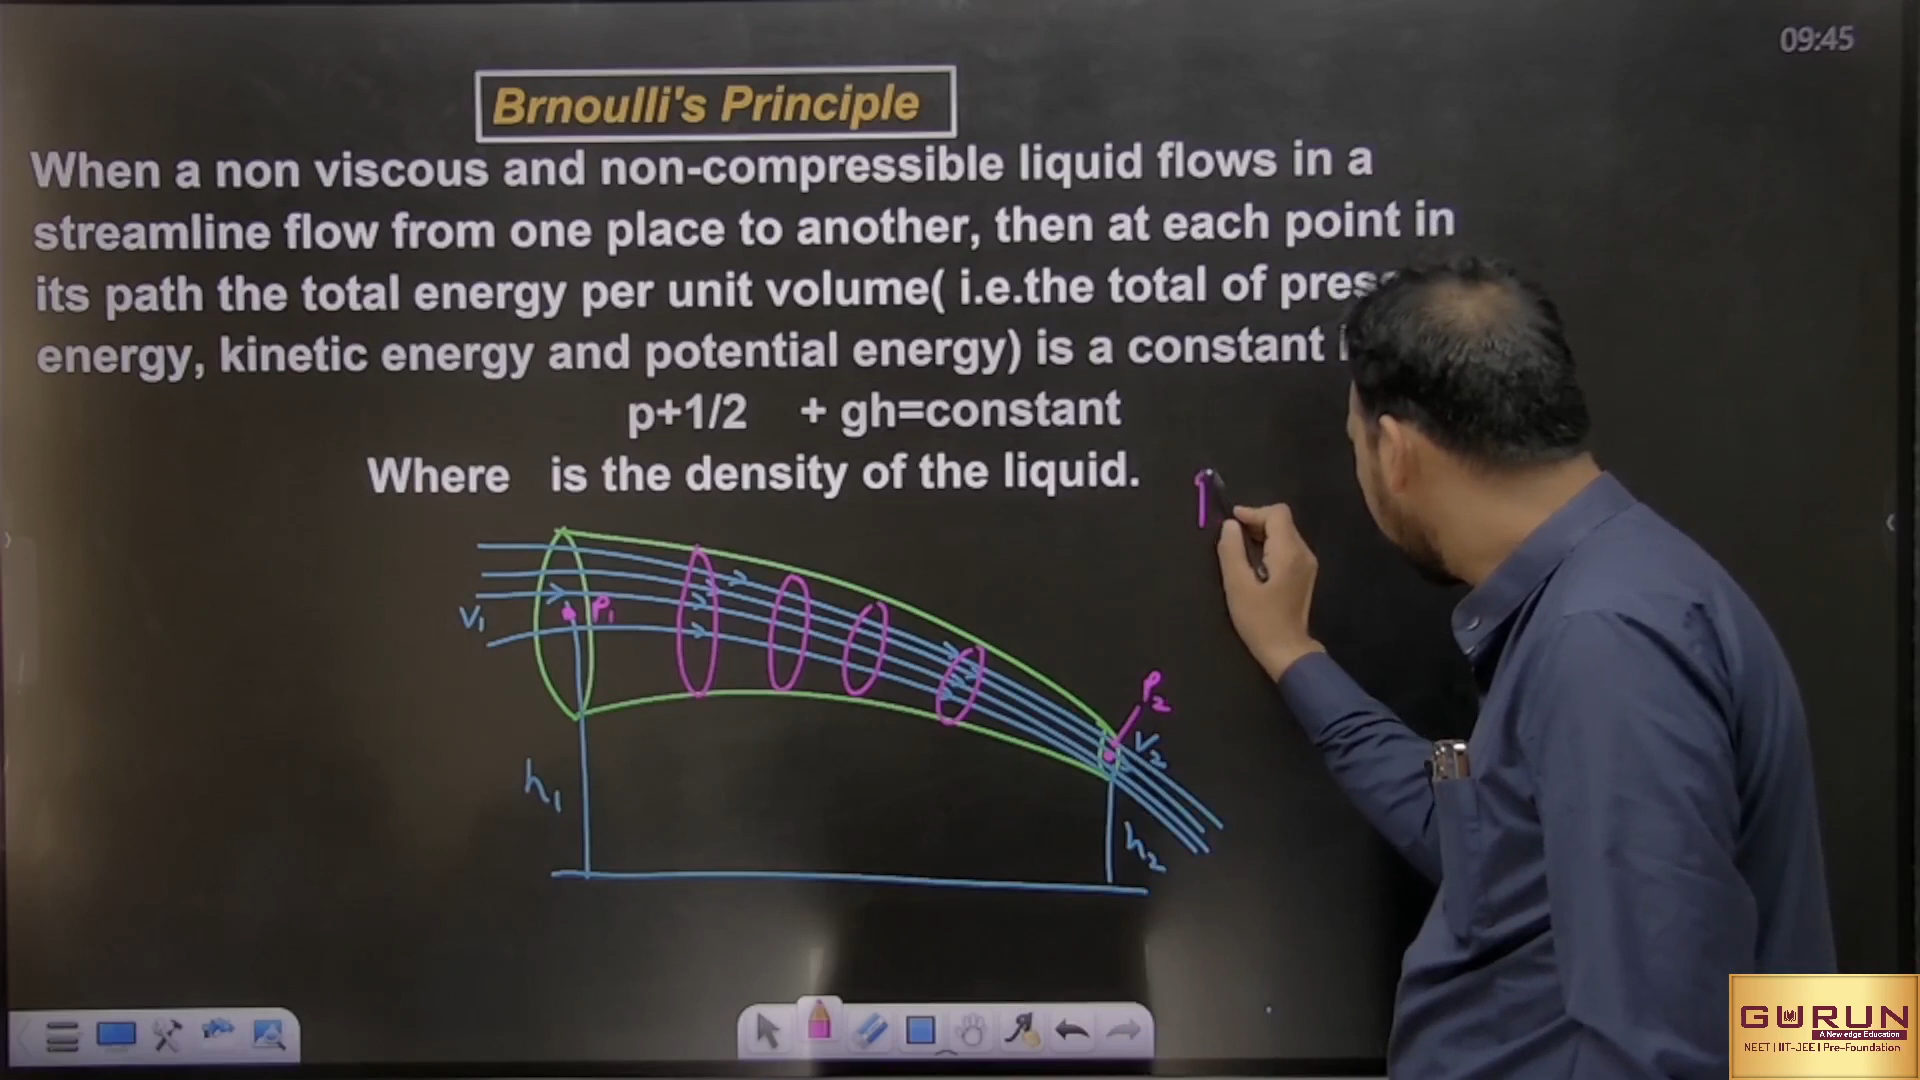 09:45
Brnoulli's Principle
When a non viscous and non-compressible liquid flows in a
streamline flow from one place to another, then at each point in
its path the total energy per unit volume( i.e.the total of pres
energy, kinetic energy and potential energy) is a constant
p+1/2 + gh=constant
Where is the density of the liquid.
V₁
P₁
P₂
V₂
h₁
h₂
GURUN
A New edge Education
NEET | IIT-JEE I Pre-Foundation